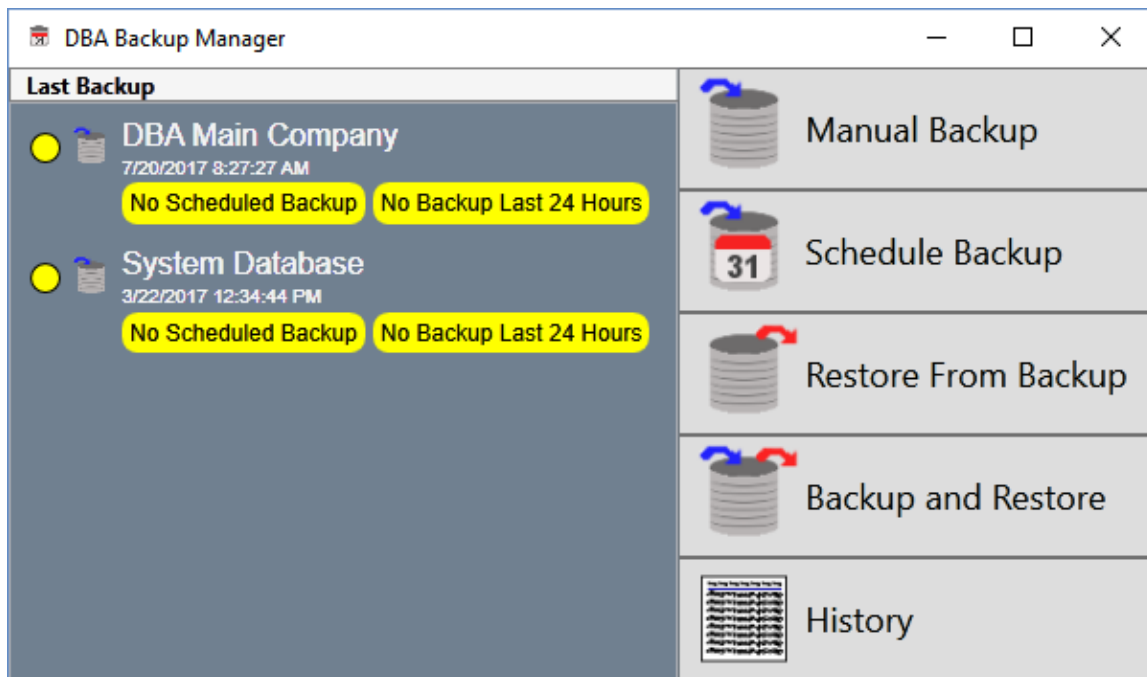 DBA Backup Manager
Last Backup
DBA Main Company
7/20/2017 8:27:27 AM
No Scheduled Backup No Backup Last 24 Hours
System Database
3/22/2017 12:34:44 PM
No Scheduled Backup No Backup Last 24 Hours
Manual Backup
31
Schedule Backup
Restore From Backup
Backup and Restore
History